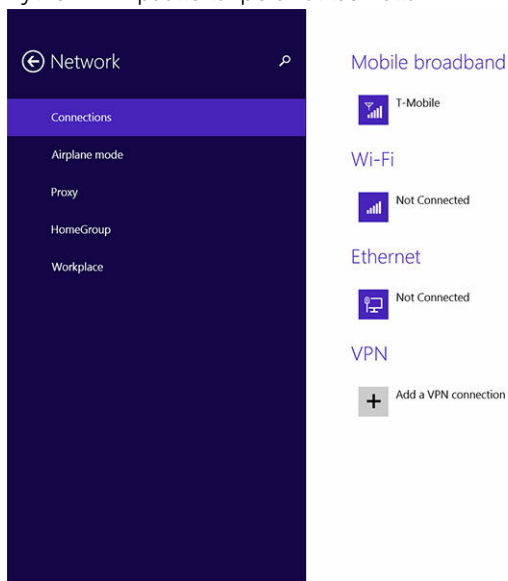 Network
Connections
Airplane mode
Proxy
HomeGroup
Workplace
Mobile broadband
T-Mobile
Wi-Fi
Not Connected
Ethernet
Not Connected
VPN
Add a VPN connection